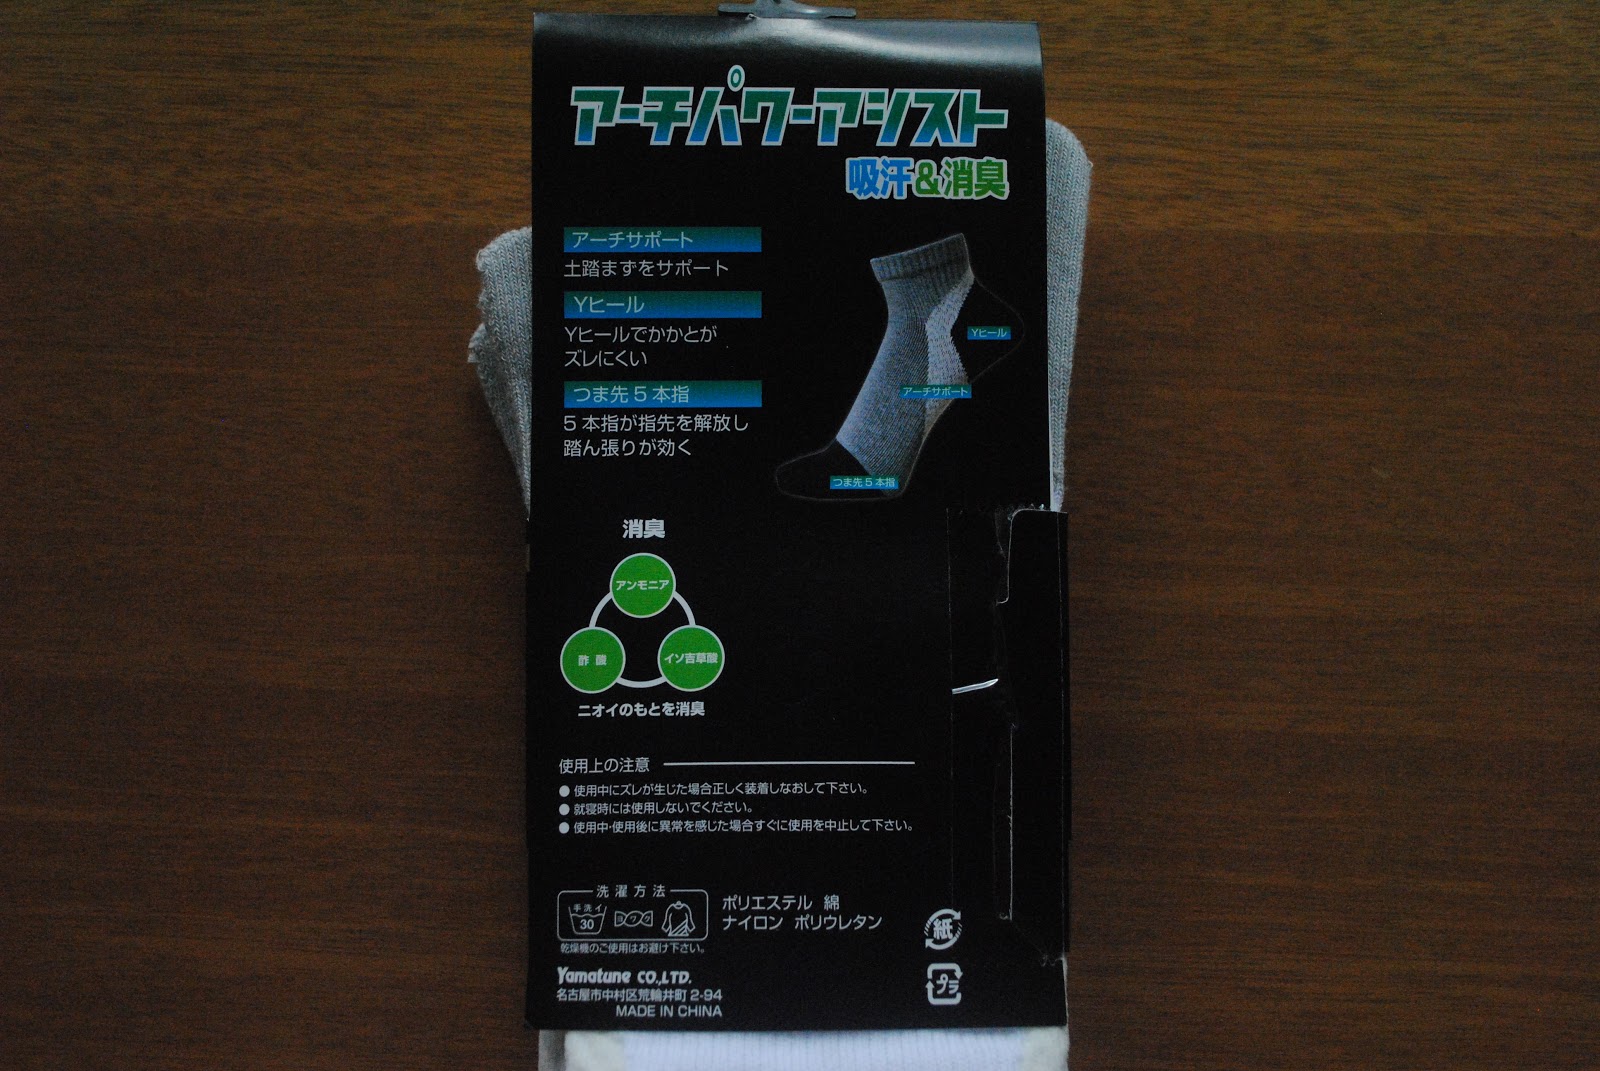 アーチパワーアシスト
吸汗&消臭
アーチサポート
土踏まずをサポート
Yヒール
Yヒールでかかとが
ズレにくい
つま先5本指
5本指が指先を解放し
踏ん張りが効く
Yヒール
アーチサポート
つま先5本指
消臭
アンモニア
酢酸
イソ吉草酸
ニオイのもとを消臭
使用上の注意
●使用中にズレが生じた場合正しく装着しなおして下さい。
●就寝時には使用しないでください。
●使用中・使用後に異常を感じた場合すぐに使用を中止して下さい。
洗濯方法
手洗イ
30
ヨワク
乾燥機のご使用はお避け下さい。
ポリエステル 綿
ナイロン ポリウレタン
紙
プラ
Yamatune CO.,LTD.
名古屋市中村区荒輪井町2-94
MADE IN CHINA